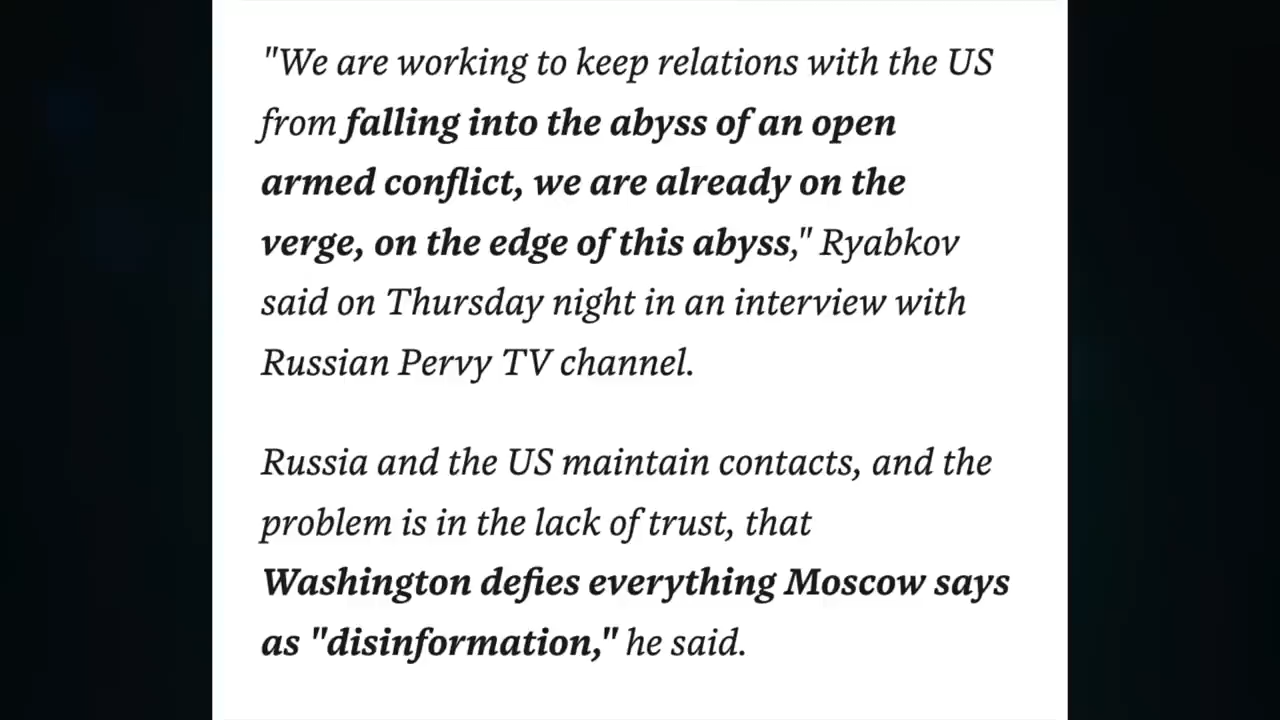 "We are working to keep relations with the US
from falling into the abyss of an open
armed conflict, we are already on the
verge, on the edge of this abyss," Ryabkov
said on Thursday night in an interview with
Russian Pervy TV channel.
Russia and the US maintain contacts, and the
problem is in the lack of trust, that
Washington defies everything Moscow says
as "disinformation," he said.